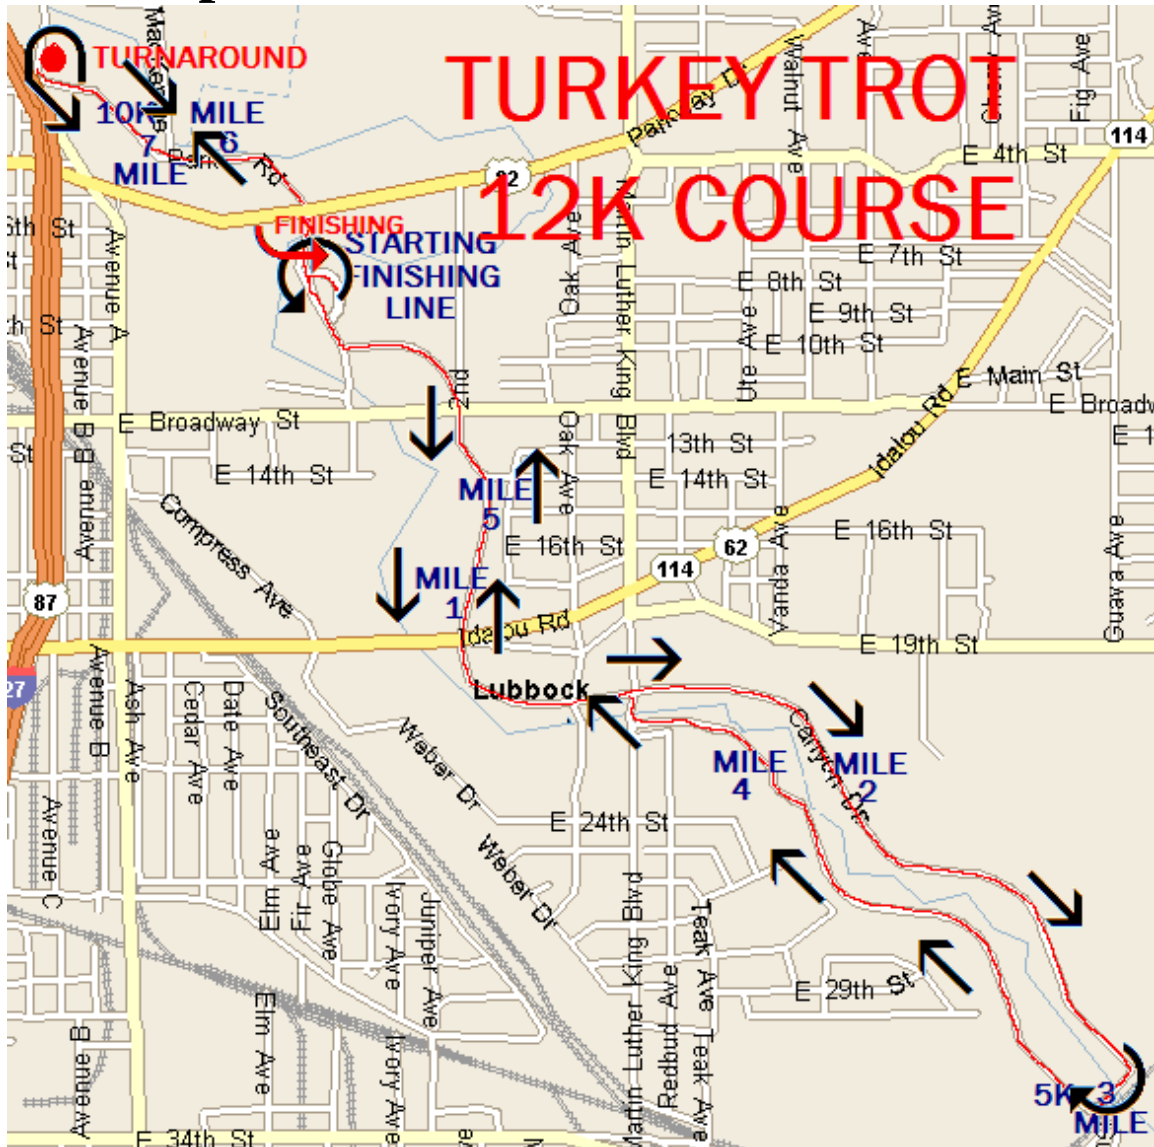 TURKEY TROT
12K COURSE
TURNAROUND
10K
MILE
6
7
MILE
Park
Rd
82
Parkway Dr
Walnut Ave
Cherry Ave
Fig Ave
Ave
114
E 4th St
FINISHING
STARTING
FINISHING
LINE
Avenue A
Oak Ave
Martin Luther King Blvd
E 7th St
E 8th St
E 9th St
E 10th St
Ute Ave
E Main St
E Broadway St
Avenue B
St
E 14th St
Compress Ave
Oak Ave
13th St
E 14th St
Idalou Rd
MILE
5
E 16th St
62
114
E 16th St
Vanda Ave
Guava Ave
MILE
1
87
Idalou Rd
E 19th St
27
Lubbock
Avenue B
Ash Ave
Cedar Ave
Date Ave
Southeast Dr
Weber Dr
Canyon Dr
MILE
4
MILE
2
Avenue C
E 24th St
Weber Dr
Elm Ave
Fir Ave
Globe Ave
Ivory Ave
Juniper Ave
Martin Luther King Blvd
Redbud Ave
Teak Ave
Teak Ave
E 29th St
Avenue B
Elm Ave
Ivory Ave
5K
3
MILE
E 34th St